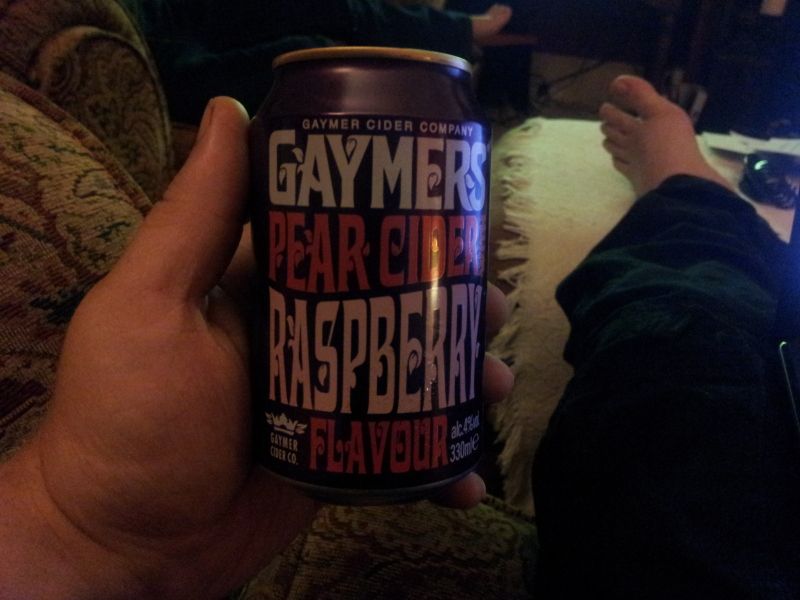 GAYMER CIDER COMPANY
GAYMERS
PEAR CIDER
RASPBERRY
FLAVOUR
GAYMER
CIDER CO.
alc.4%vol
330ml℮